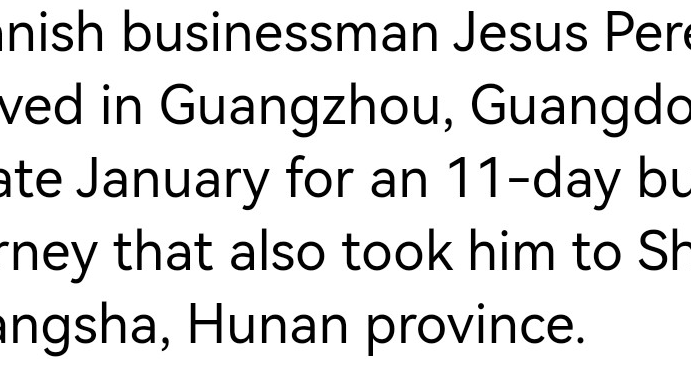 nish businessman Jesus Per
ved in Guangzhou, Guangdo
ate January for an 11-day bu
rney that also took him to Sh
angsha, Hunan province.